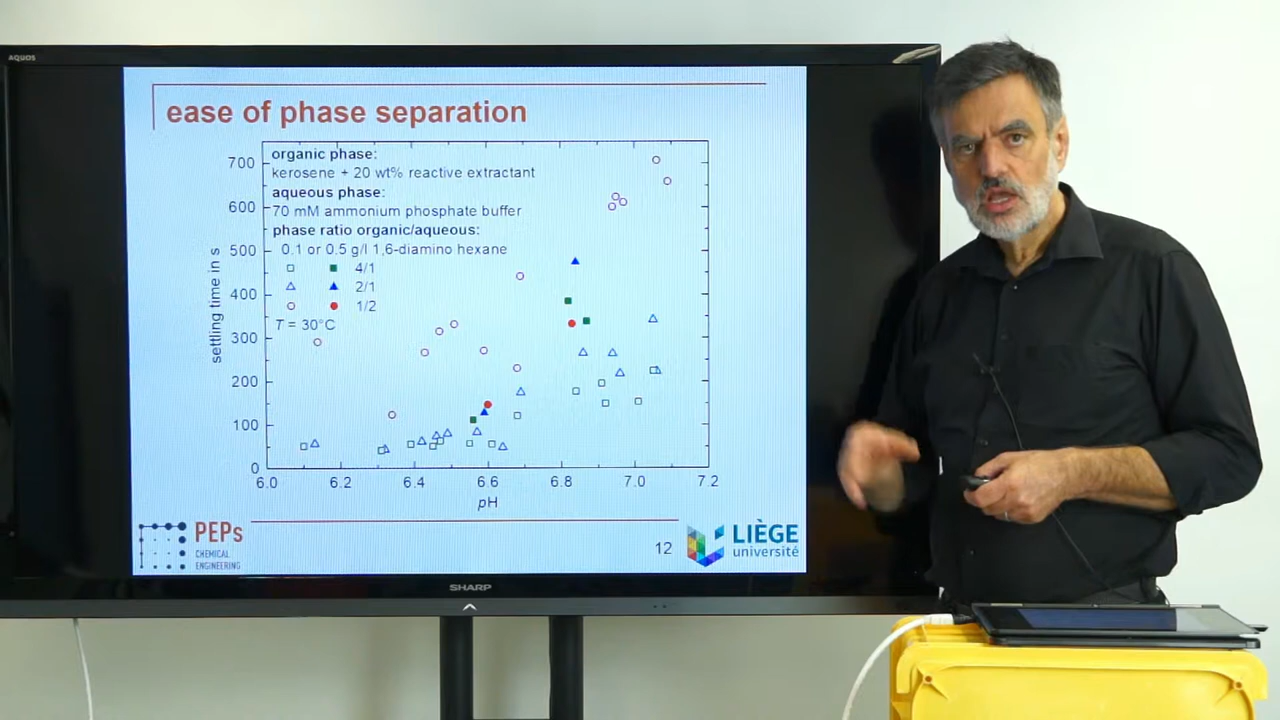 AQUOS
ease of phase separation
organic phase:
kerosene + 20 wt% reactive extractant
aqueous phase:
70 mM ammonium phosphate buffer
phase ratio organic/aqueous:
0.1 or 0.5 g/l 1,6-diamino hexane
4/1
2/1
1/2
T = 30°C
settling time in s
700
600
500
400
300
200
100
0
6.0 6.2 6.4 6.6 6.8 7.0 7.2
pH
PEPs
CHEMICAL
ENGINEERING
12
LIÈGE
université
SHARP